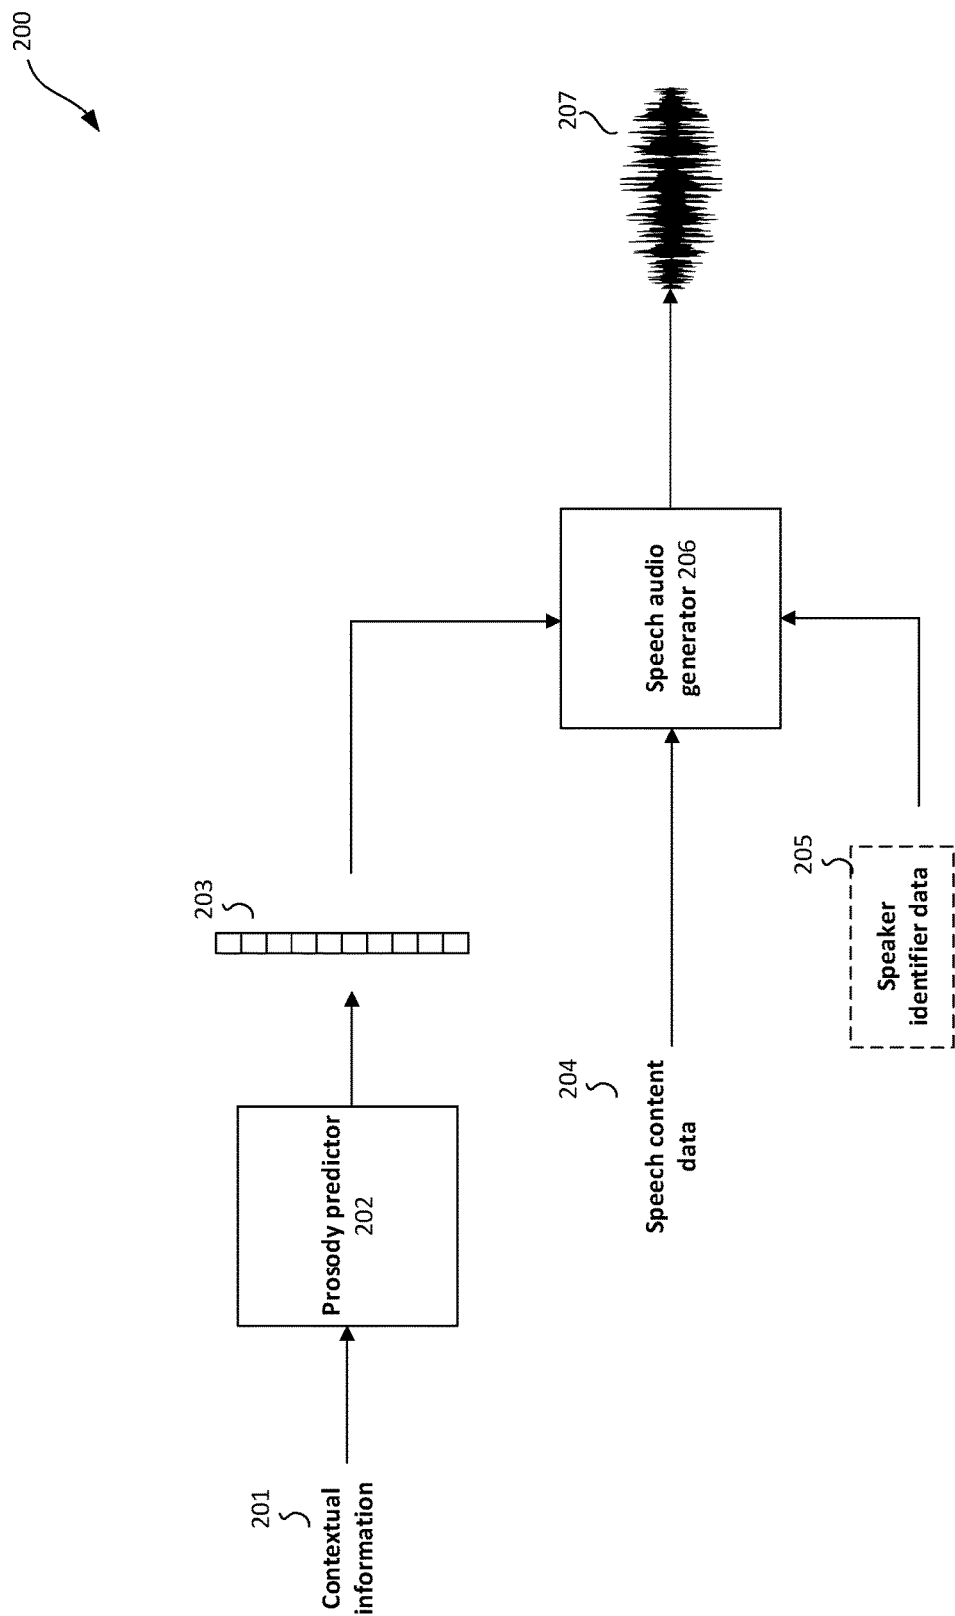 200
207
203
Speech audio
generator 206
205
Speaker
identifier data
204
Speech content
data
Prosody predictor
202
201
Contextual
information